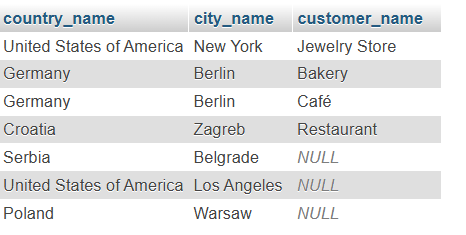 country_name city_name customer_name
United States of America New York Jewelry Store
Germany Berlin Bakery
Germany Berlin Café
Croatia Zagreb Restaurant
Serbia Belgrade NULL
United States of America Los Angeles NULL
Poland Warsaw NULL